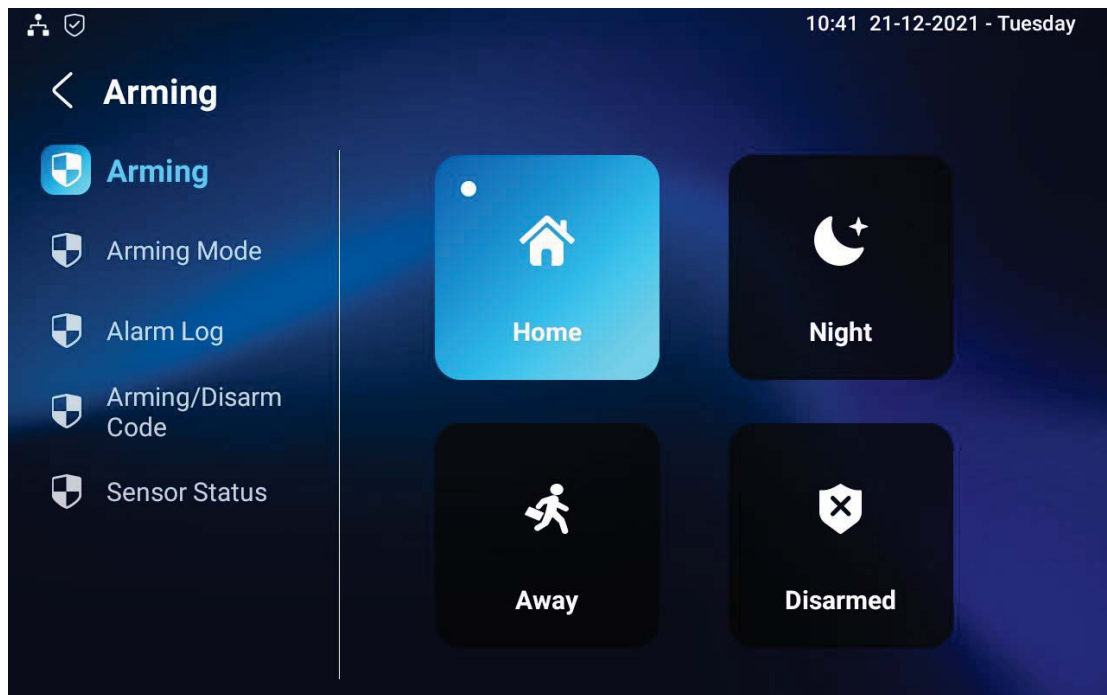 10:41 21-12-2021 - Tuesday
Arming
Arming
Arming Mode
Alarm Log
Arming/Disarm
Code
Sensor Status
Home
Night
Away
Disarmed